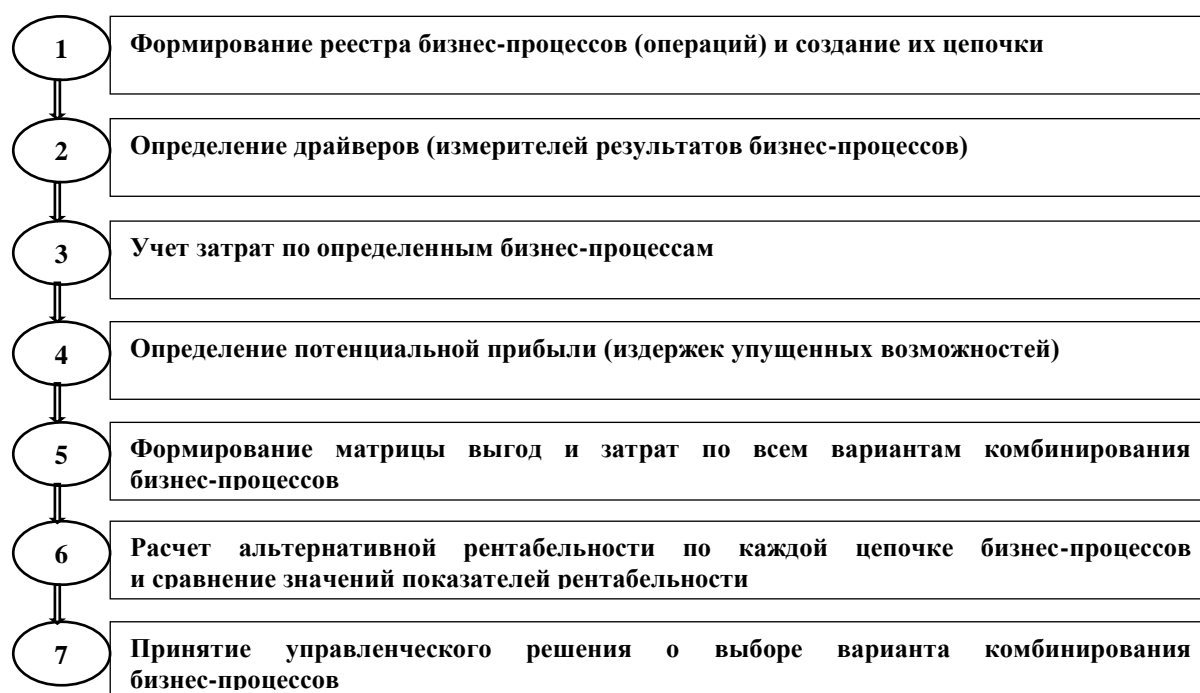 1
Формирование реестра бизнес-процессов (операций) и создание их цепочки
2
Определение драйверов (измерителей результатов бизнес-процессов)
3
Учет затрат по определенным бизнес-процессам
4
Определение потенциальной прибыли (издержек упущенных возможностей)
5
Формирование матрицы выгод и затрат по всем вариантам комбинирования
бизнес-процессов
6
Расчет альтернативной рентабельности по каждой цепочке бизнес-процессов
и сравнение значений показателей рентабельности
7
Принятие управленческого решения о выборе варианта комбинирования
бизнес-процессов